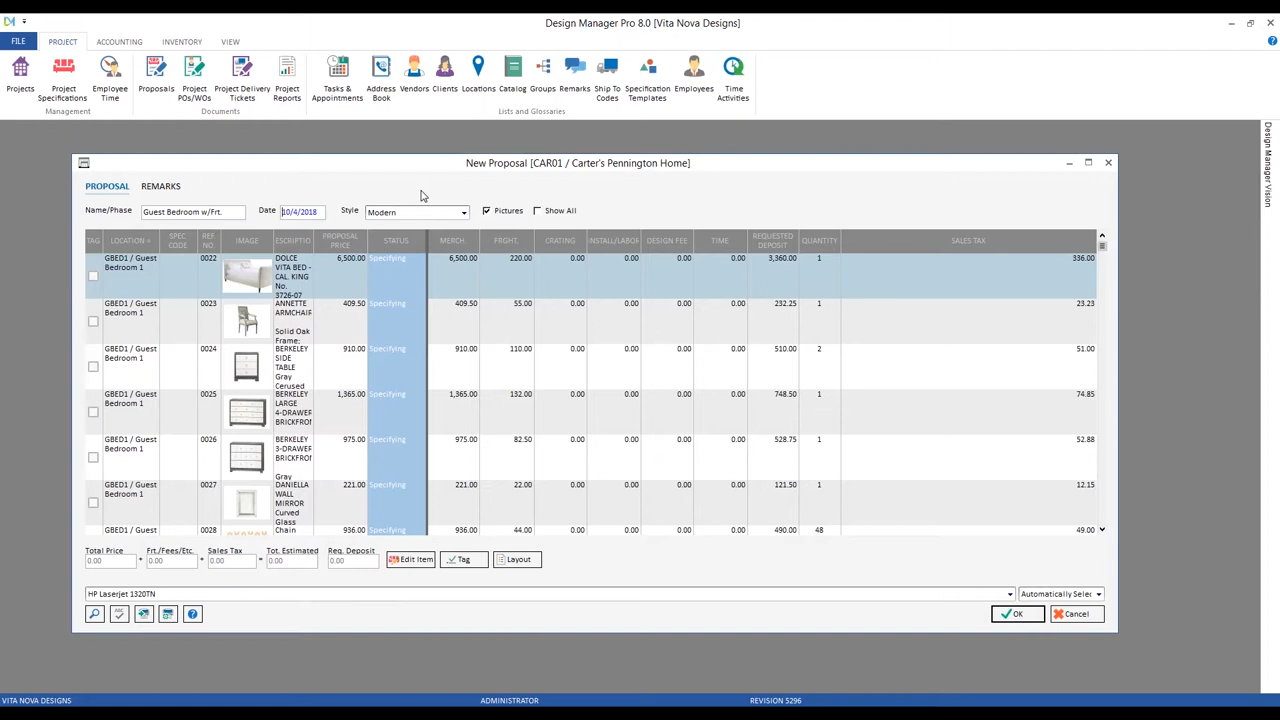 Design Manager Pro 8.0 [Vita Nova Designs]
FILE PROJECT ACCOUNTING INVENTORY VIEW
Projects
Project Specifications
Employee Time
Proposals
Project POs/WOs
Project Delivery Tickets
Project Reports
Tasks & Appointments
Address Book
Vendors
Clients
Locations
Catalog
Groups
Remarks
Ship To Codes
Specification Templates
Employees
Time Activities
Management Documents Lists and Glossaries
Design Manager Vision
New Proposal [CAR01 / Carter's Pennington Home]
PROPOSAL REMARKS
Name/Phase Guest Bedroom w/Frt. Date 10/4/2018 Style Modern Pictures Show All
TAG LOCATION SPEC CODE REF NO. IMAGE ESCRIPTIO PROPOSAL PRICE STATUS MERCH. FRGHT. CRATING INSTALL/LABOR DESIGN FEE TIME REQUESTED DEPOSIT QUANTITY SALES TAX
GBED1 / Guest Bedroom 1 0022 DOLCE VITA BED - CAL. KING No. 3726-07 6,500.00 Specifying 6,500.00 220.00 0.00 0.00 0.00 0.00 3,360.00 1 336.00
GBED1 / Guest Bedroom 1 0023 ANNETTE ARMCHAIR Solid Oak Frame; 409.50 Specifying 409.50 55.00 0.00 0.00 0.00 0.00 232.25 1 23.23
GBED1 / Guest Bedroom 1 0024 BERKELEY SIDE TABLE Gray Cerused 910.00 Specifying 910.00 110.00 0.00 0.00 0.00 0.00 510.00 2 51.00
GBED1 / Guest Bedroom 1 0025 BERKELEY LARGE 4-DRAWER BRICKFRON 1,365.00 Specifying 1,365.00 132.00 0.00 0.00 0.00 0.00 748.50 1 74.85
GBED1 / Guest Bedroom 1 0026 BERKELEY 3-DRAWER BRICKFRON Gray 975.00 Specifying 975.00 82.50 0.00 0.00 0.00 0.00 528.75 1 52.88
GBED1 / Guest Bedroom 1 0027 DANIELLA WALL MIRROR Curved Glass 221.00 Specifying 221.00 22.00 0.00 0.00 0.00 0.00 121.50 1 12.15
GBED1 / Guest 0028 Chain 936.00 Specifying 936.00 44.00 0.00 0.00 0.00 0.00 490.00 48 49.00
Total Price Frt./Fees/Etc. Sales Tax Tot. Estimated Req. Deposit
0.00 + 0.00 + 0.00 = 0.00 0.00 Edit Item Tag Layout
HP Laserjet 1320TN Automatically Selec
ABC OK Cancel
VITA NOVA DESIGNS ADMINISTRATOR REVISION 5296